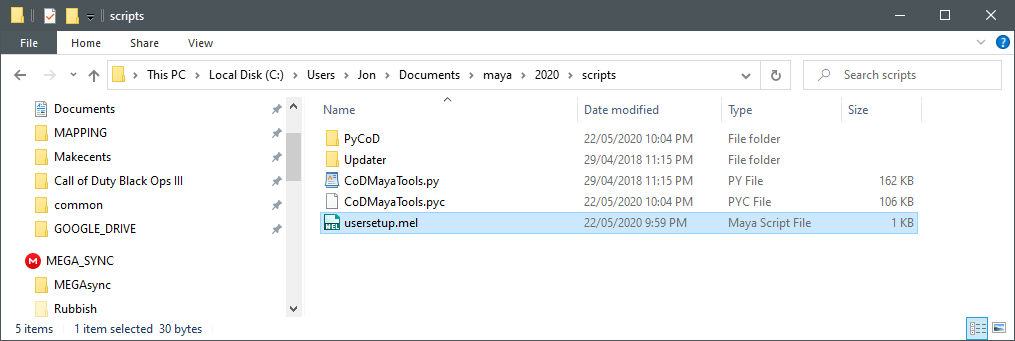 scripts
File Home Share View
This PC Local Disk (C:) Users Jon Documents maya 2020 scripts Search scripts
Documents
MAPPING
Makecents
Call of Duty Black Ops III
common
GOOGLE_DRIVE
MEGA_SYNC
MEGAsync
Rubbish
Name Date modified Type Size
PyCoD 22/05/2020 10:04 PM File folder
Updater 29/04/2018 11:15 PM File folder
CoDMayaTools.py 29/04/2018 11:15 PM PY File 162 KB
CoDMayaTools.pyc 22/05/2020 10:04 PM PYC File 106 KB
MEL usersetup.mel 22/05/2020 9:59 PM Maya Script File 1 KB
5 items 1 item selected 30 bytes